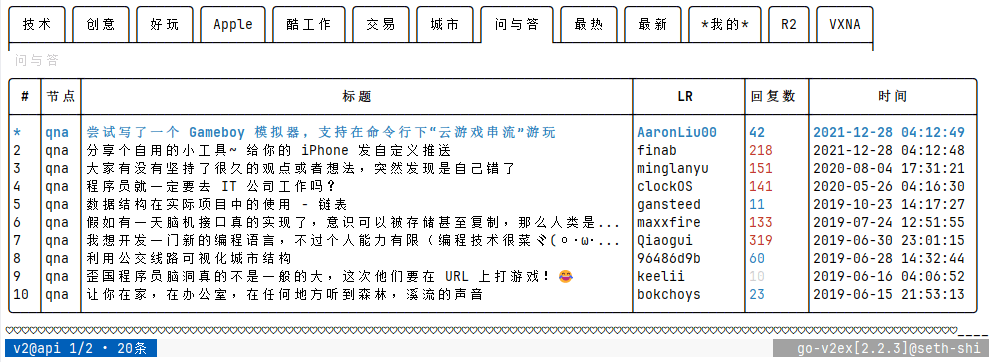 技术 创意 好玩 Apple 酷工作 交易 城市 问与答 最热 最新 *我的* R2 VXNA
问与答
# 节点 标题 LR 回复数 时间
* qna 尝试写了一个 Gameboy 模拟器, 支持在命令行下“云游戏串流”游玩 AaronLiu00 42 2021-12-28 04:12:49
2 qna 分享个自用的小工具~ 给你的 iPhone 发自定义推送 finab 218 2021-12-28 04:12:48
3 qna 大家有没有坚持了很久的观点或者想法，突然发现是自己错了 minglanyu 151 2020-08-04 17:31:21
4 qna 程序员就一定要去 IT 公司工作吗？ clockOS 141 2020-05-26 04:16:30
5 qna 数据结构在实际项目中的使用 - 链表 gansteed 11 2019-10-23 14:17:27
6 qna 假如有一天脑机接口真的实现了，意识可以被存储甚至复制，那么人类是... maxxfire 133 2019-07-24 12:51:55
7 qna 我想开发一门新的编程语言，不过个人能力有限（编程技术很菜ヾ(ㅇ･ω･... Qiaogui 319 2019-06-30 23:01:15
8 qna 利用公交线路可视化城市结构 96486d9b 60 2019-06-28 14:32:44
9 qna 歪国程序员脑洞真的不是一般的大，这次他们要在 URL 上打游戏！😂 keelii 10 2019-06-16 04:06:52
10 qna 让你在家，在办公室，在任何地方听到森林，溪流的声音 bokchoys 23 2019-06-15 21:53:13
v2@api 1/2 • 20条 go-v2ex[2.2.3]@seth-shi